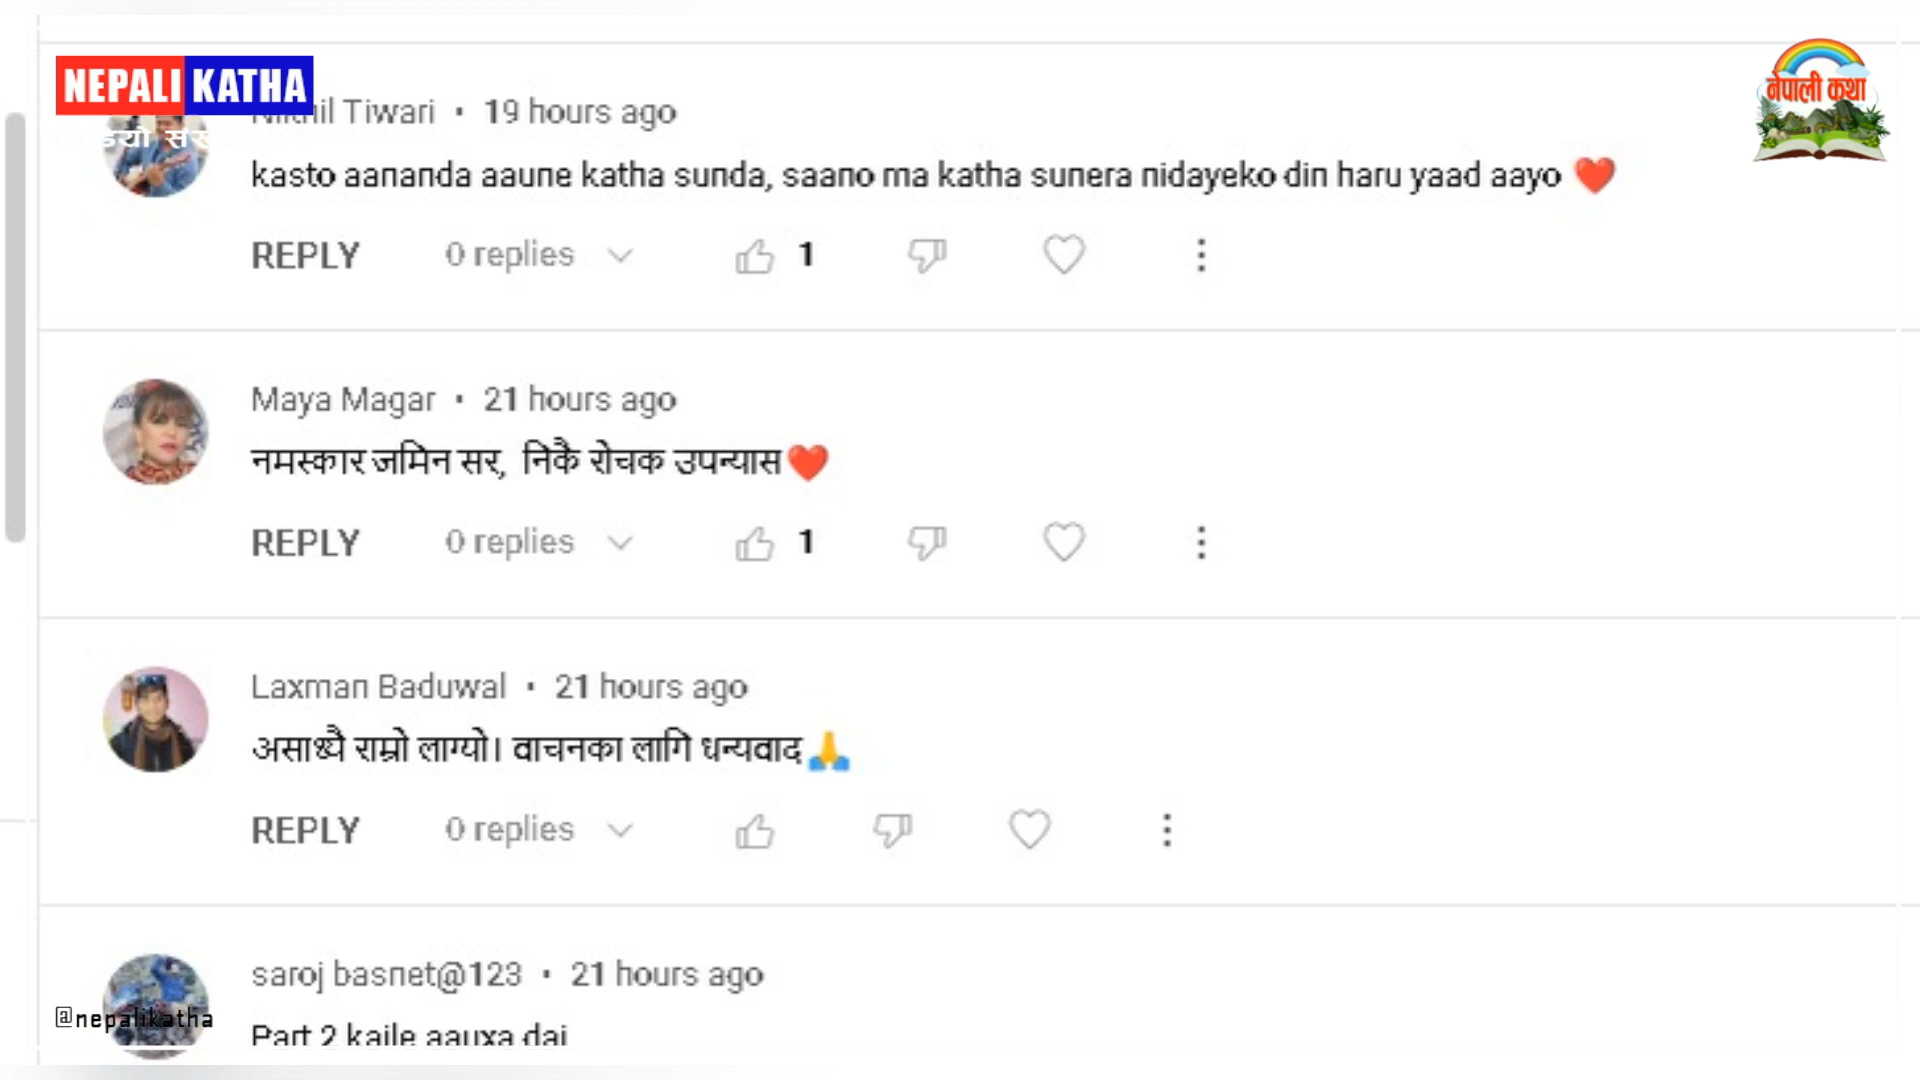 NEPALI KATHA
नेपाली कथा
Tiwari • 19 hours ago
kasto aananda aaune katha sunda, saano ma katha sunera nidayeko din haru yaad aayo ❤️
REPLY 0 replies 1
Maya Magar • 21 hours ago
नमस्कार जमिन सर, निकै रोचक उपन्यास❤️
REPLY 0 replies 1
Laxman Baduwal • 21 hours ago
असाध्यै राम्रो लाग्यो। वाचनका लागि धन्यवाद🙏
REPLY 0 replies
saroj basnet@123 • 21 hours ago
@nepalikatha
Part 2 kaile aauxa dai